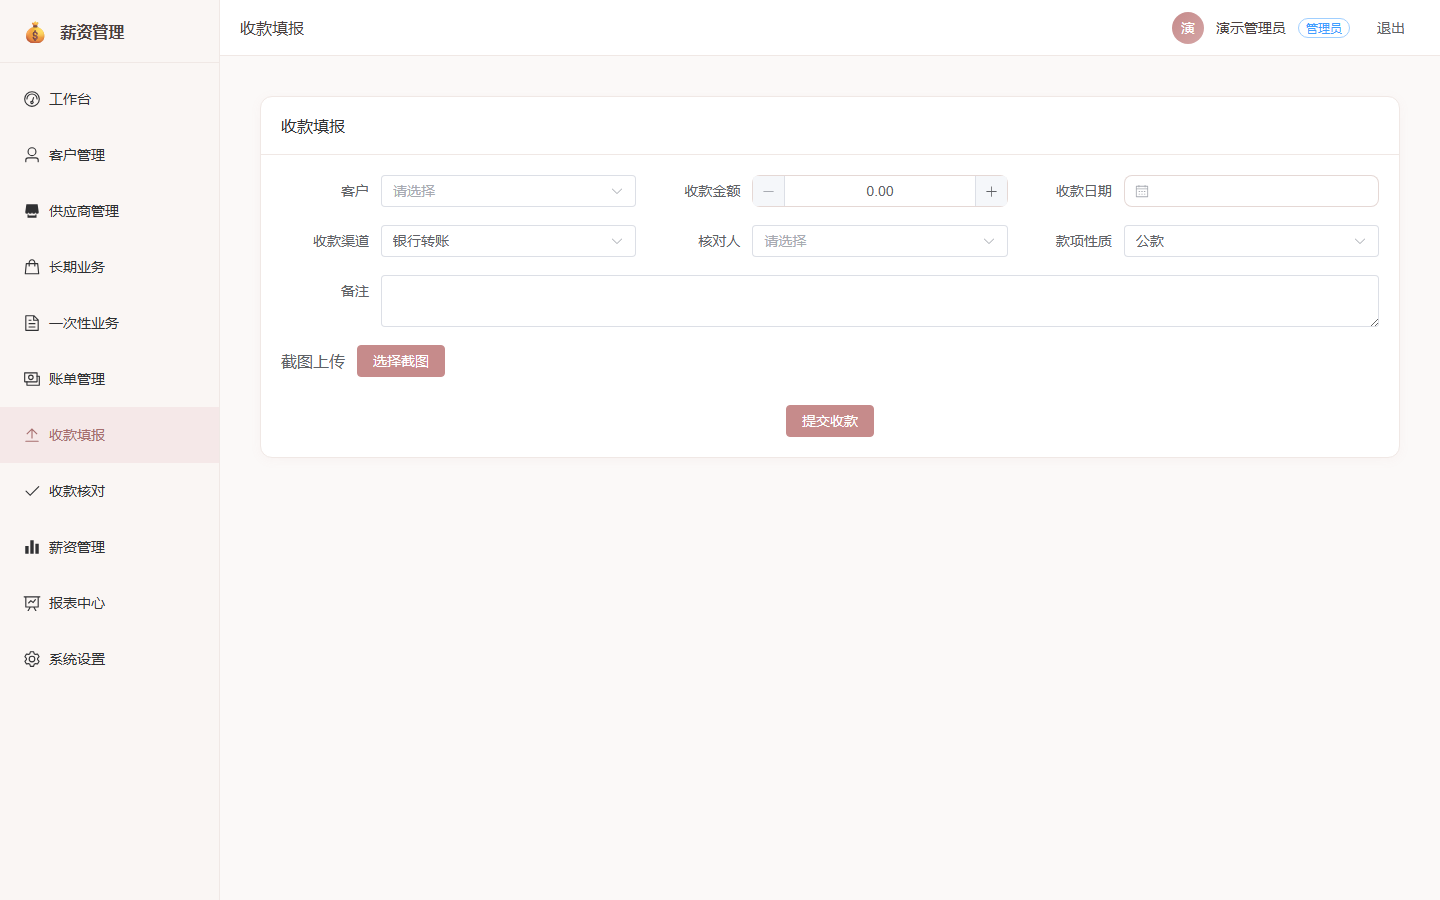 薪资管理
收款填报
演
演示管理员
管理员
退出
工作台
客户管理
供应商管理
长期业务
一次性业务
账单管理
收款填报
收款核对
薪资管理
报表中心
系统设置
收款填报
客户 请选择 收款金额 0.00 收款日期
收款渠道 银行转账 核对人 请选择 款项性质 公款
备注
截图上传 选择截图
提交收款